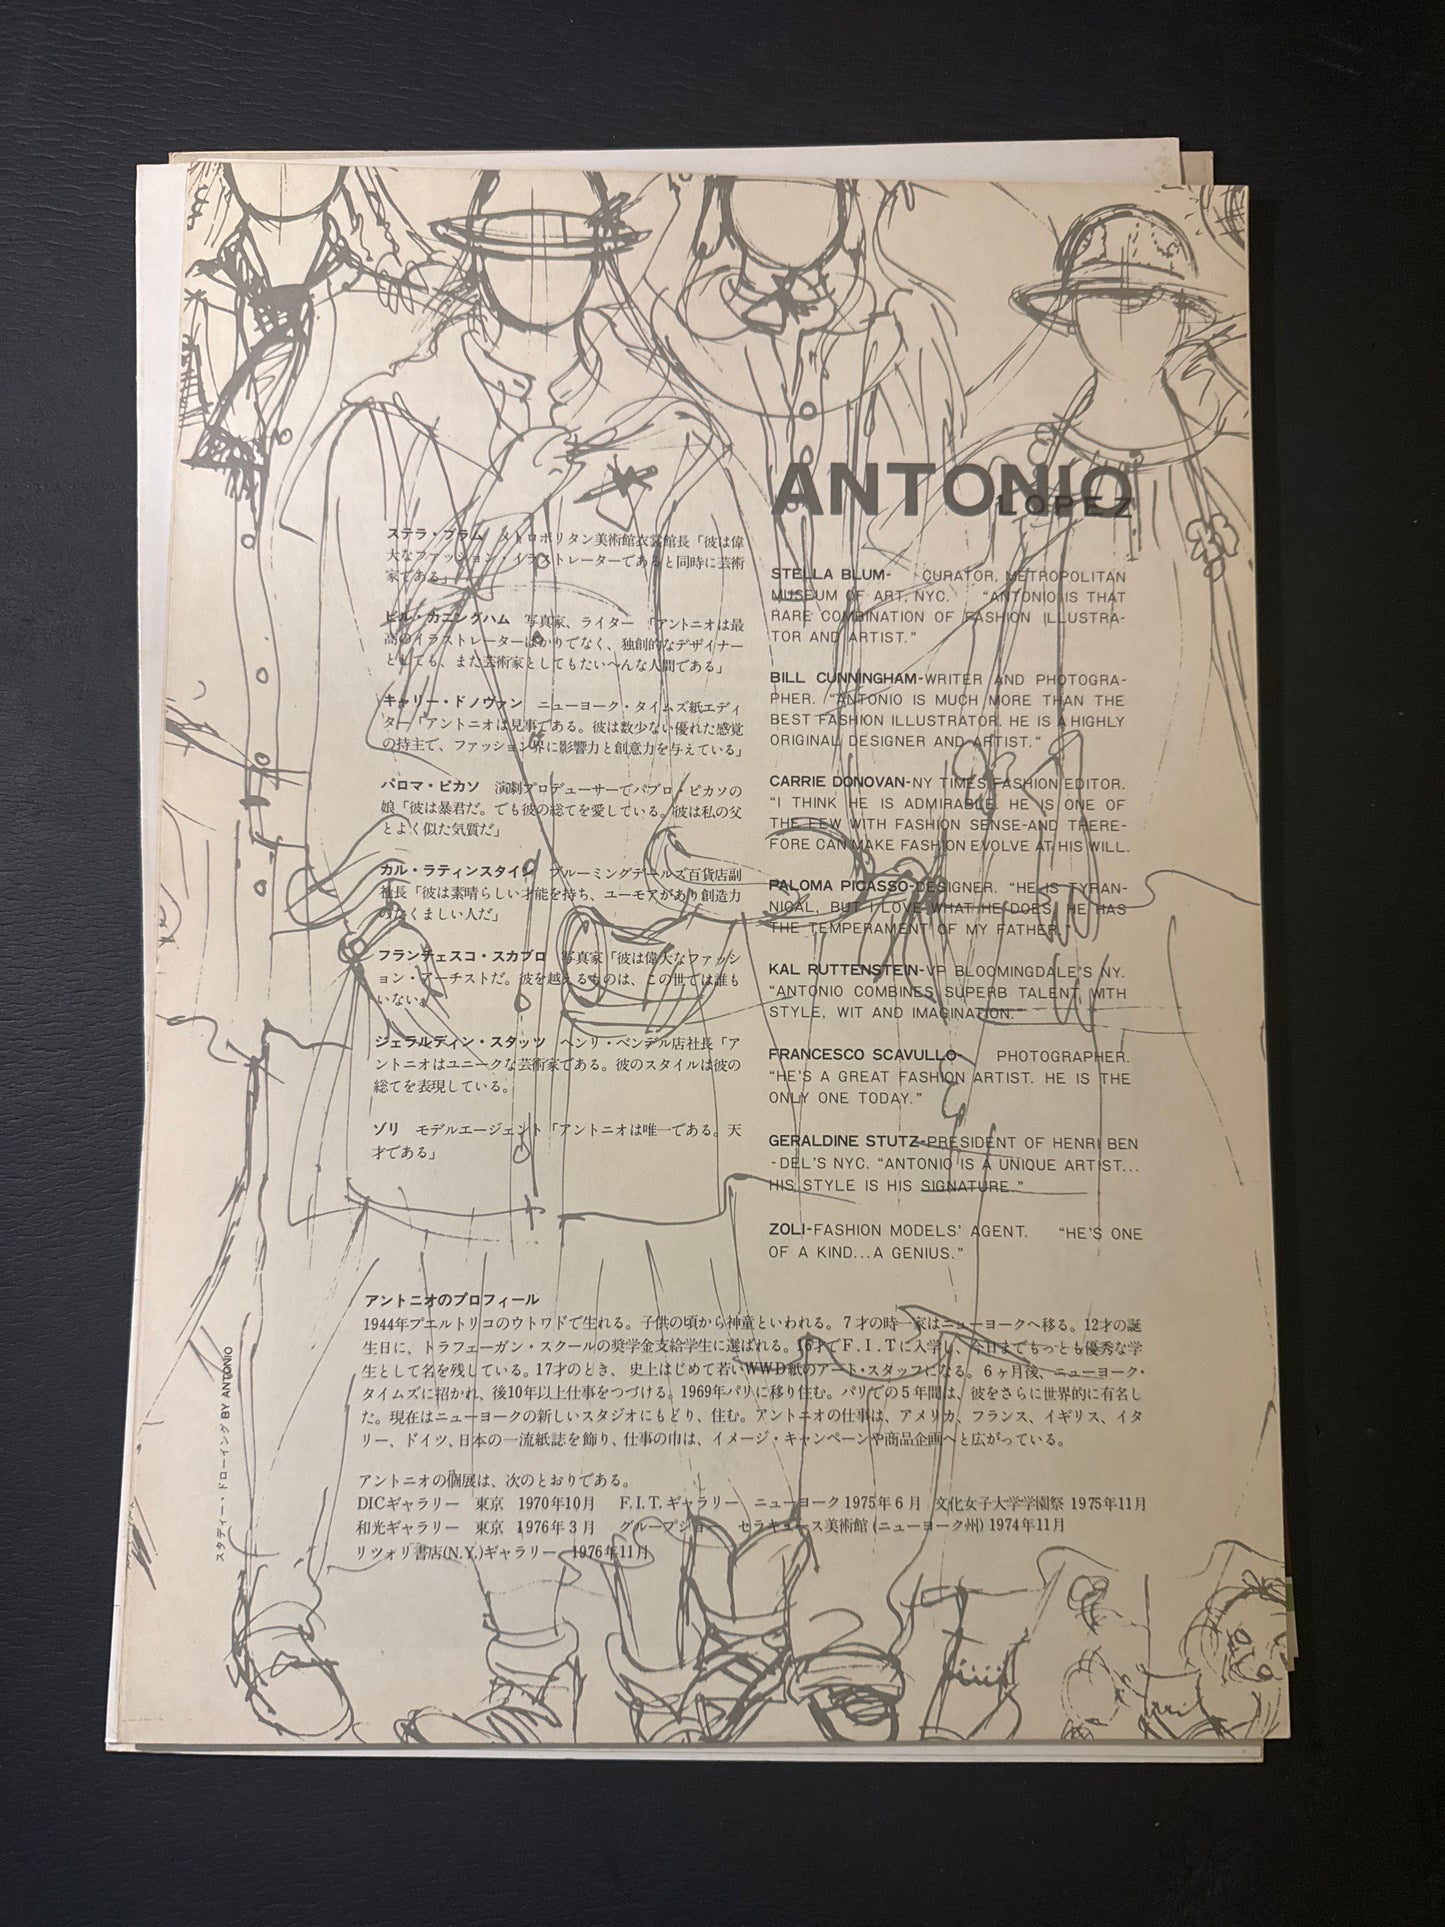 ANTONIO
LOPEZ
ステラ・ブラム　メトロポリタン美術館衣裳館長「彼は偉
大なファッション・イラストレーターであると同時に芸術
家である」
ビル・カニングハム　写真家、ライター　「アントニオは最
高のイラストレーターばかりでなく、独創的なデザイナー
としても、また芸術家としてもたいへんな人間である」
キャリー・ドノヴァン　ニューヨーク・タイムズ紙エディ
ター「アントニオは見事である。彼は数少ない優れた感覚
の持主で、ファッション界に影響力と創意力を与えている」
パロマ・ピカソ　演劇プロデューサーでパブロ・ピカソの
娘「彼は暴君だ。でも彼の総てを愛している。彼は私の父
とよく似た気質だ」
カル・ラティンスタイン　ブルーミングデールズ百貨店副
社長「彼は素晴らしい才能を持ち、ユーモアがあり創造力
のたくましい人だ」
フランチェスコ・スカブロ　写真家「彼は偉大なファッシ
ョン・アーチストだ。彼を越えるものは、この世では誰も
いない。
ジェラルディン・スタッツ　ヘンリ・ベンデル店社長「ア
ントニオはユニークな芸術家である。彼のスタイルは彼の
総てを表現している。
ゾリ　モデルエージェント「アントニオは唯一である。天
才である」
STELLA BLUM-　CURATOR, METROPOLITAN
MUSEUM OF ART, NYC.　"ANTONIO IS THAT
RARE COMBINATION OF FASHION ILLUSTRA-
TOR AND ARTIST."
BILL CUNNINGHAM-WRITER AND PHOTOGRA-
PHER. "ANTONIO IS MUCH MORE THAN THE
BEST FASHION ILLUSTRATOR. HE IS A HIGHLY
ORIGINAL DESIGNER AND ARTIST."
CARRIE DONOVAN-NY TIMES FASHION EDITOR.
"I THINK HE IS ADMIRABLE. HE IS ONE OF
THE FEW WITH FASHION SENSE-AND THERE-
FORE CAN MAKE FASHION EVOLVE AT HIS WILL.
PALOMA PICASSO-DESIGNER. "HE IS TYRAN-
NICAL, BUT I LOVE WHAT HE DOES. HE HAS
THE TEMPERAMENT OF MY FATHER."
KAL RUTTENSTEIN-VP BLOOMINGDALE'S NY.
"ANTONIO COMBINES SUPERB TALENT, WITH
STYLE, WIT AND IMAGINATION."
FRANCESCO SCAVULLO-　PHOTOGRAPHER.
"HE'S A GREAT FASHION ARTIST. HE IS THE
ONLY ONE TODAY."
GERALDINE STUTZ-PRESIDENT OF HENRI BEN
-DEL'S NYC. "ANTONIO IS A UNIQUE ARTIST...
HIS STYLE IS HIS SIGNATURE."
ZOLI-FASHION MODELS' AGENT.　"HE'S ONE
OF A KIND...A GENIUS."
アントニオのプロフィール
1944年プエルトリコのウトワドで生れる。子供の頃から神童といわれる。7才の時一家はニューヨークへ移る。12才の誕
生日に、トラフェーガン・スクールの奨学金支給学生に選ばれる。16才でF.I.Tに入学し、今日までもっとも優秀な学
生として名を残している。17才のとき、史上はじめて若いWWD紙のアート・スタッフになる。6ヶ月後、ニューヨーク・
タイムズに招かれ、後10年以上仕事をつづける。1969年パリに移り住む。パリでの5年間は、彼をさらに世界的に有名し
た。現在はニューヨークの新しいスタジオにもどり、住む。アントニオの仕事は、アメリカ、フランス、イギリス、イタ
リー、ドイツ、日本の一流紙誌を飾り、仕事の巾は、イメージ・キャンペーンや商品企画へと広がっている。
アントニオの個展は、次のとおりである。
DICギャラリー　東京　1970年10月　F.I.T.ギャラリー　ニューヨーク 1975年6月　文化女子大学学園祭 1975年11月
和光ギャラリー　東京　1976年3月　グループショー　セラキュース美術館 (ニューヨーク州) 1974年11月
リツォリ書店(N.Y.)ギャラリー　1976年11月
スタディー・ドローイング BY ANTONIO